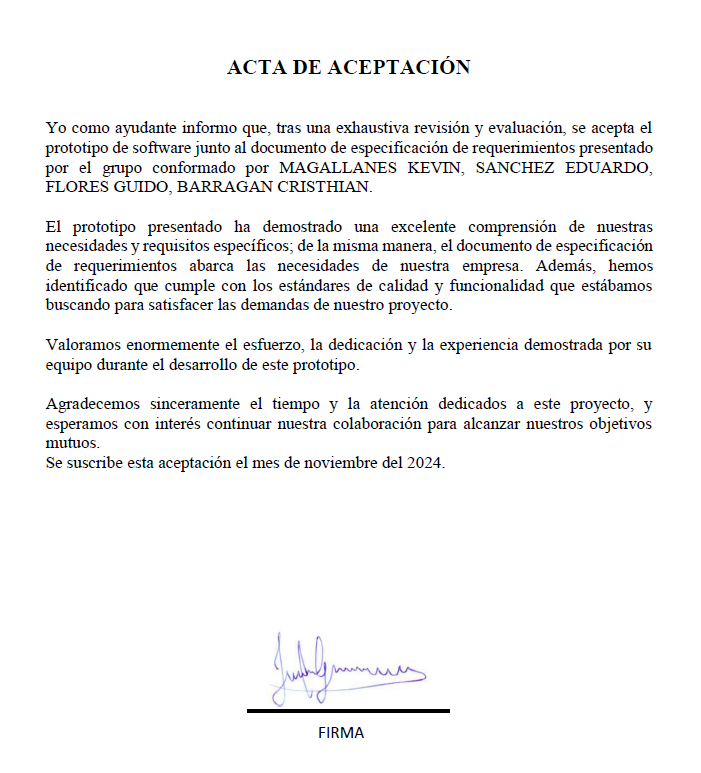 ACTA DE ACEPTACIÓN
Yo como ayudante informo que, tras una exhaustiva revisión y evaluación, se acepta el
prototipo de software junto al documento de especificación de requerimientos presentado
por el grupo conformado por MAGALLANES KEVIN, SANCHEZ EDUARDO,
FLORES GUIDO, BARRAGAN CRISTHIAN.
El prototipo presentado ha demostrado una excelente comprensión de nuestras
necesidades y requisitos específicos; de la misma manera, el documento de especificación
de requerimientos abarca las necesidades de nuestra empresa. Además, hemos
identificado que cumple con los estándares de calidad y funcionalidad que estábamos
buscando para satisfacer las demandas de nuestro proyecto.
Valoramos enormemente el esfuerzo, la dedicación y la experiencia demostrada por su
equipo durante el desarrollo de este prototipo.
Agradecemos sinceramente el tiempo y la atención dedicados a este proyecto, y
esperamos con interés continuar nuestra colaboración para alcanzar nuestros objetivos
mutuos.
Se suscribe esta aceptación el mes de noviembre del 2024.
FIRMA